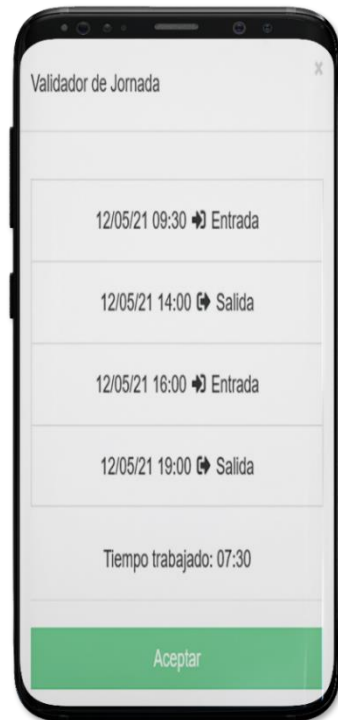 Validador de Jornada
x
12/05/21 09:30 Entrada
12/05/21 14:00 Salida
12/05/21 16:00 Entrada
12/05/21 19:00 Salida
Tiempo trabajado: 07:30
Aceptar